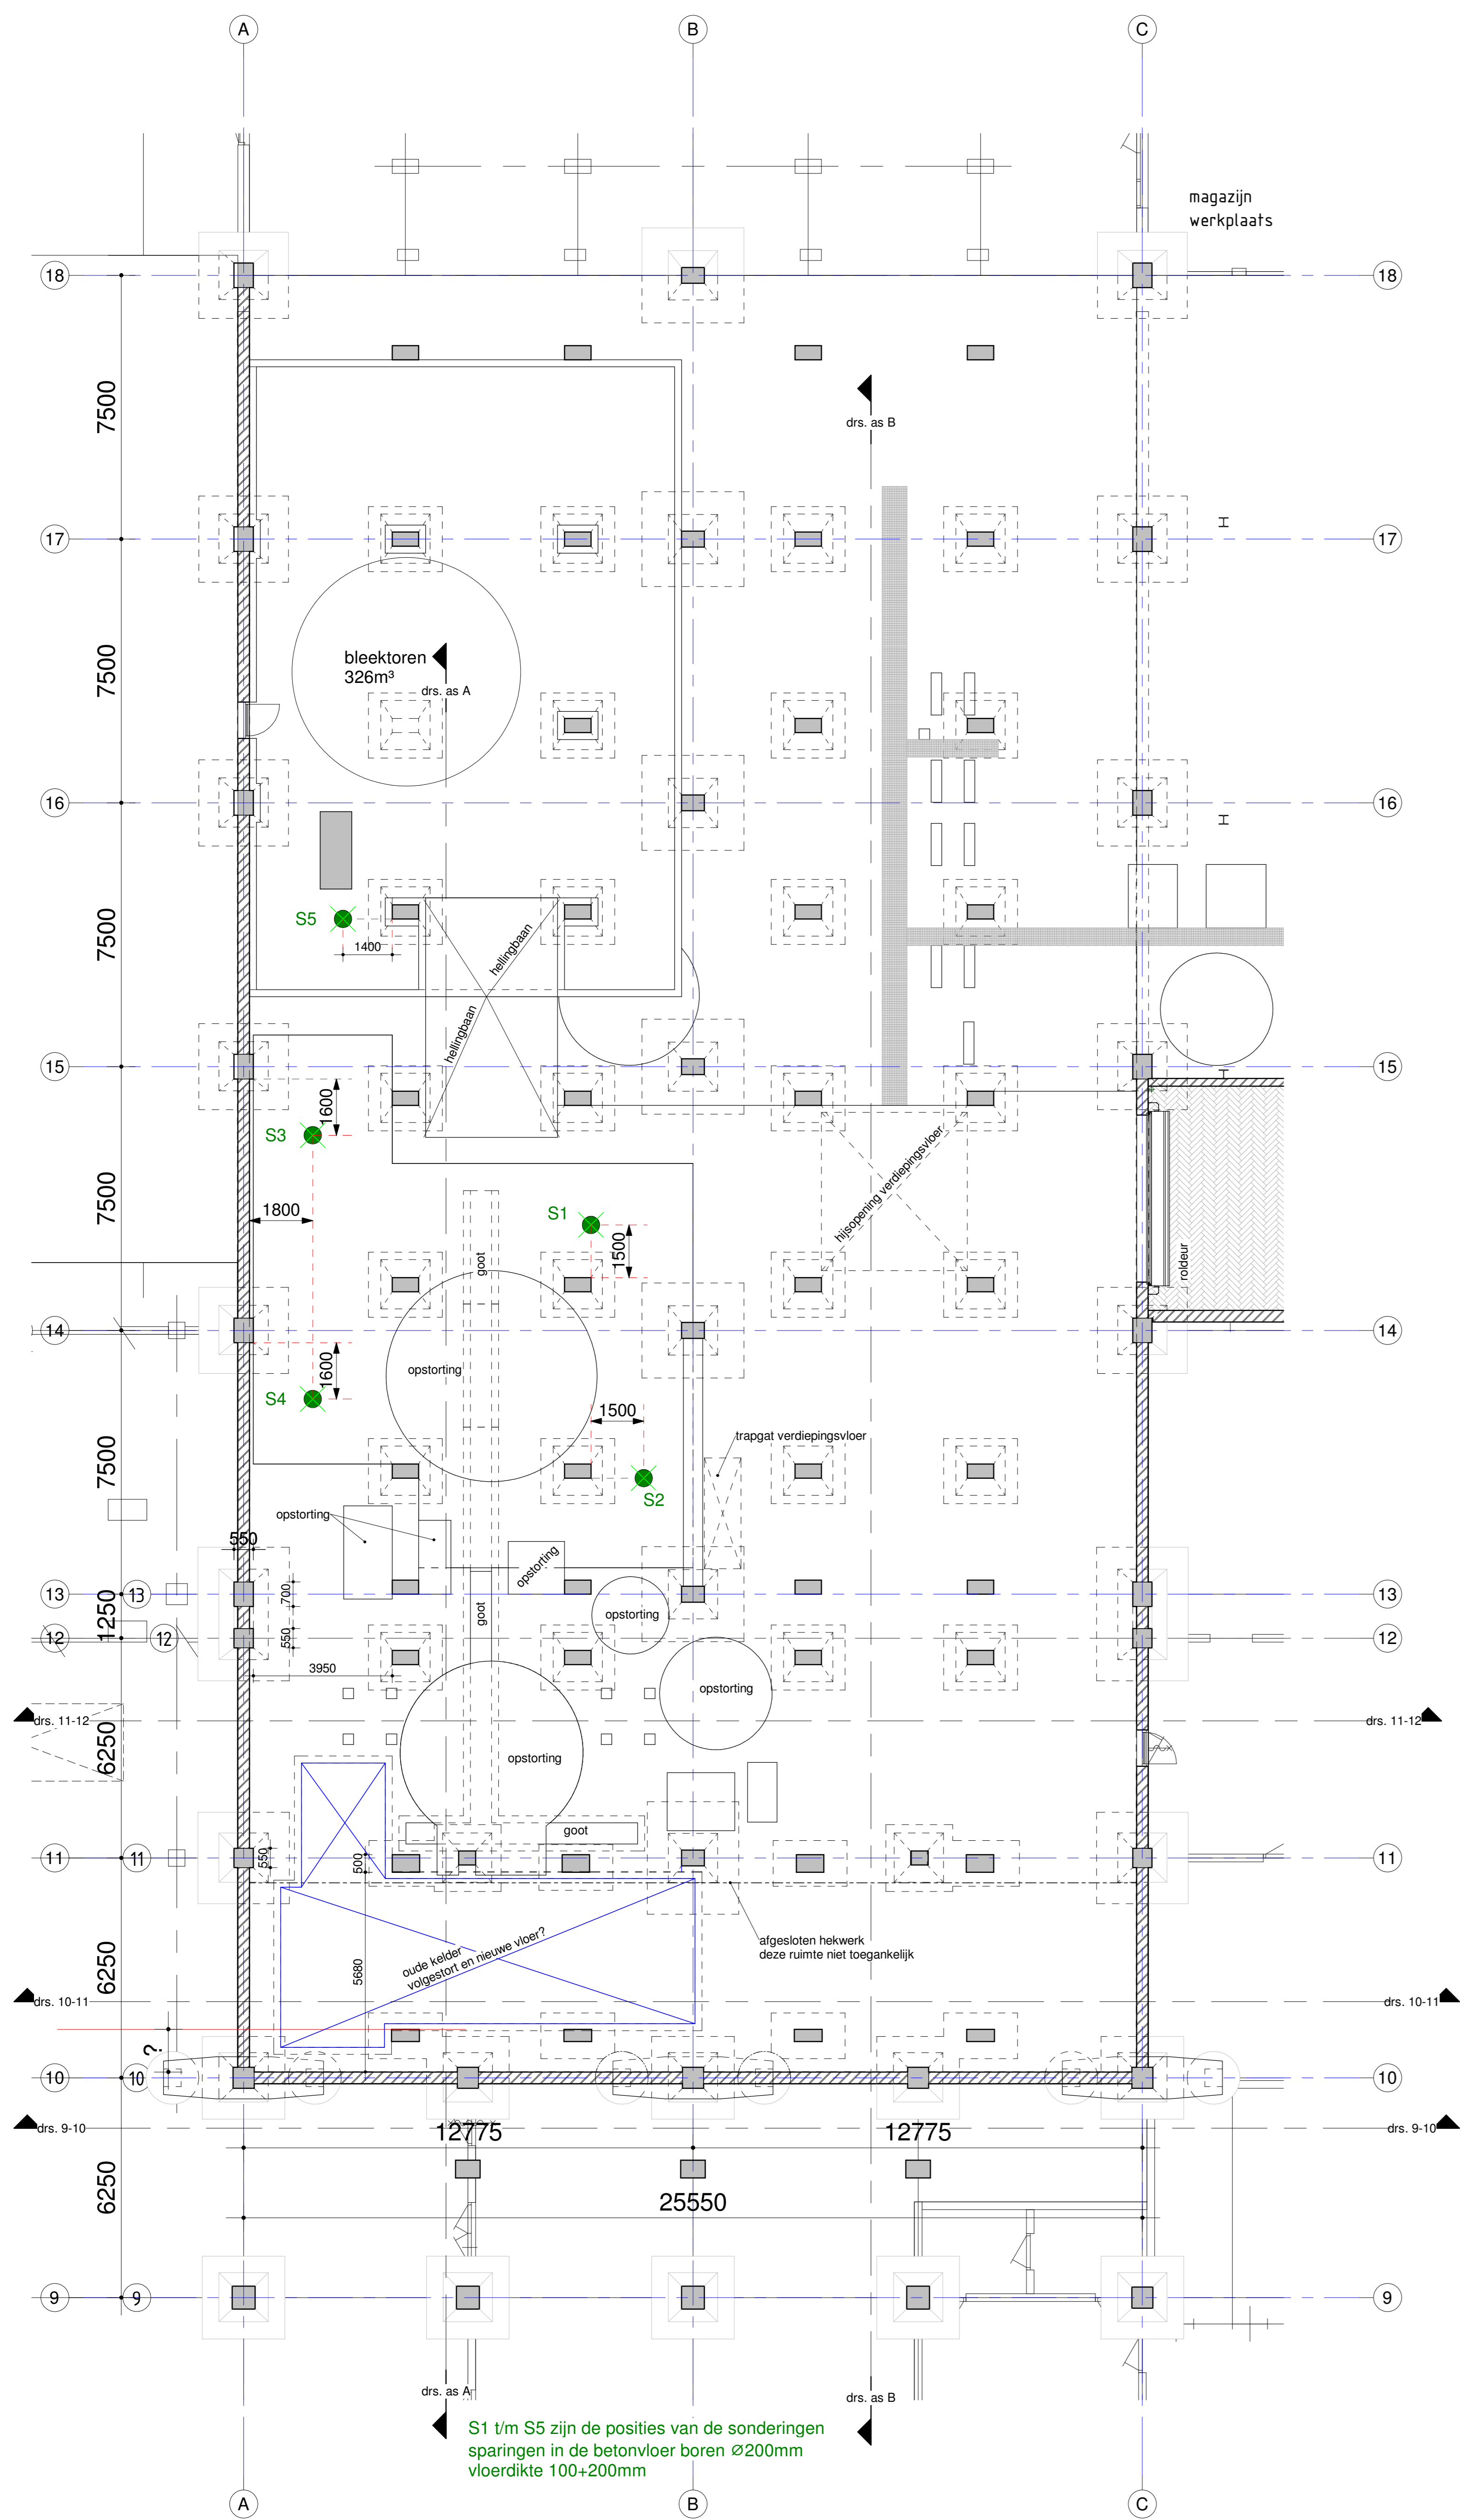 A
B
C
magazijn
werkplaats
18
18
7500
drs. as B
17
17
7500
bleektoren
326m³
drs. as A
16
16
7500
S5
1400
hellingbaan
hellingbaan
15
15
1600
S3
hijsopening verdiepingsvloer
7500
1800
S1
1500
goot
roldeur
14
14
1600
opstorting
S4
1500
trapgat verdiepingsvloer
7500
S2
opstorting
550
opstorting
13
13
13
700
1250
opstorting
goot
12
12
12
550
3950
opstorting
drs. 11-12
drs. 11-12
6250
opstorting
goot
11
11
11
550
500
afgesloten hekwerk
deze ruimte niet toegankelijk
oude kelder
volgestort en nieuwe vloer?
5680
6250
drs. 10-11
drs. 10-11
?
10
10
10
drs. 9-10
drs. 9-10
12775
12775
6250
25550
9
9
9
drs. as A
drs. as B
S1 t/m S5 zijn de posities van de sonderingen
sparingen in de betonvloer boren Ø200mm
vloerdikte 100+200mm
A
B
C